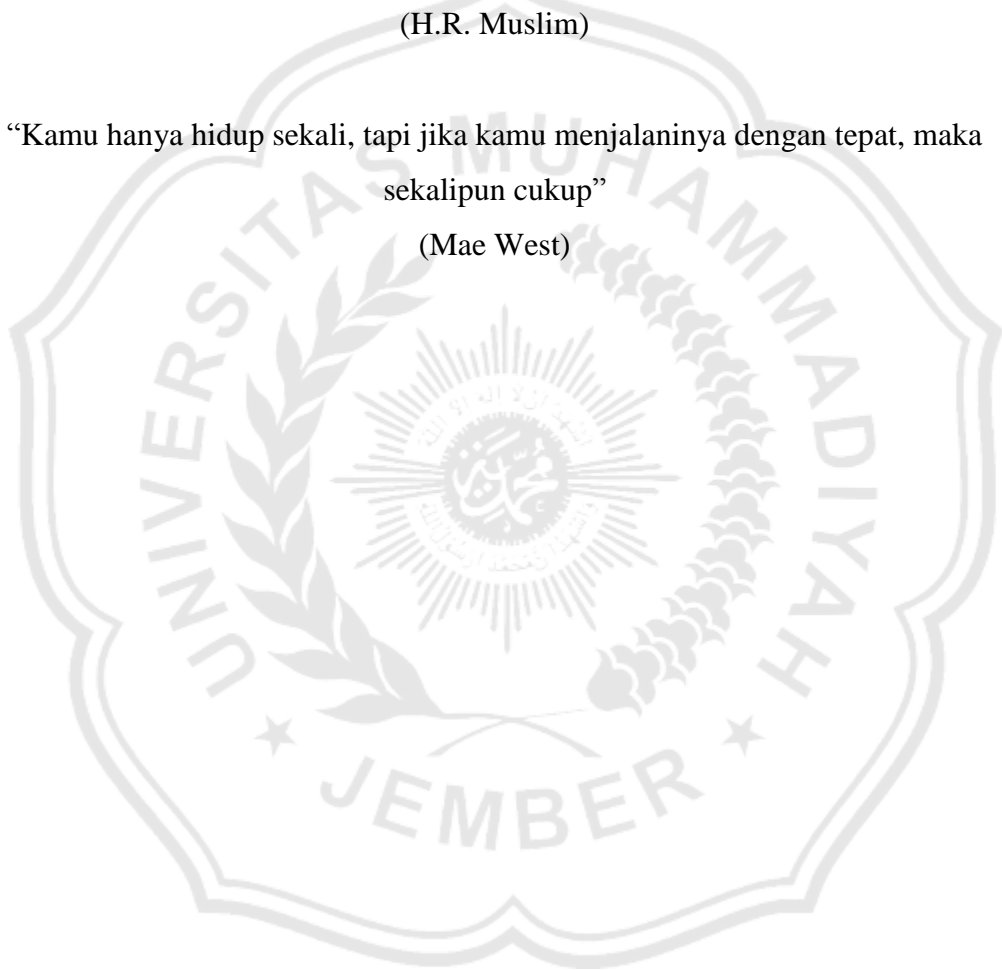 (H.R. Muslim)
“Kamu hanya hidup sekali, tapi jika kamu menjalaninya dengan tepat, maka
sekalipun cukup”
(Mae West)
UNIVERSITAS MUHAMMADIYAH
JEMBER